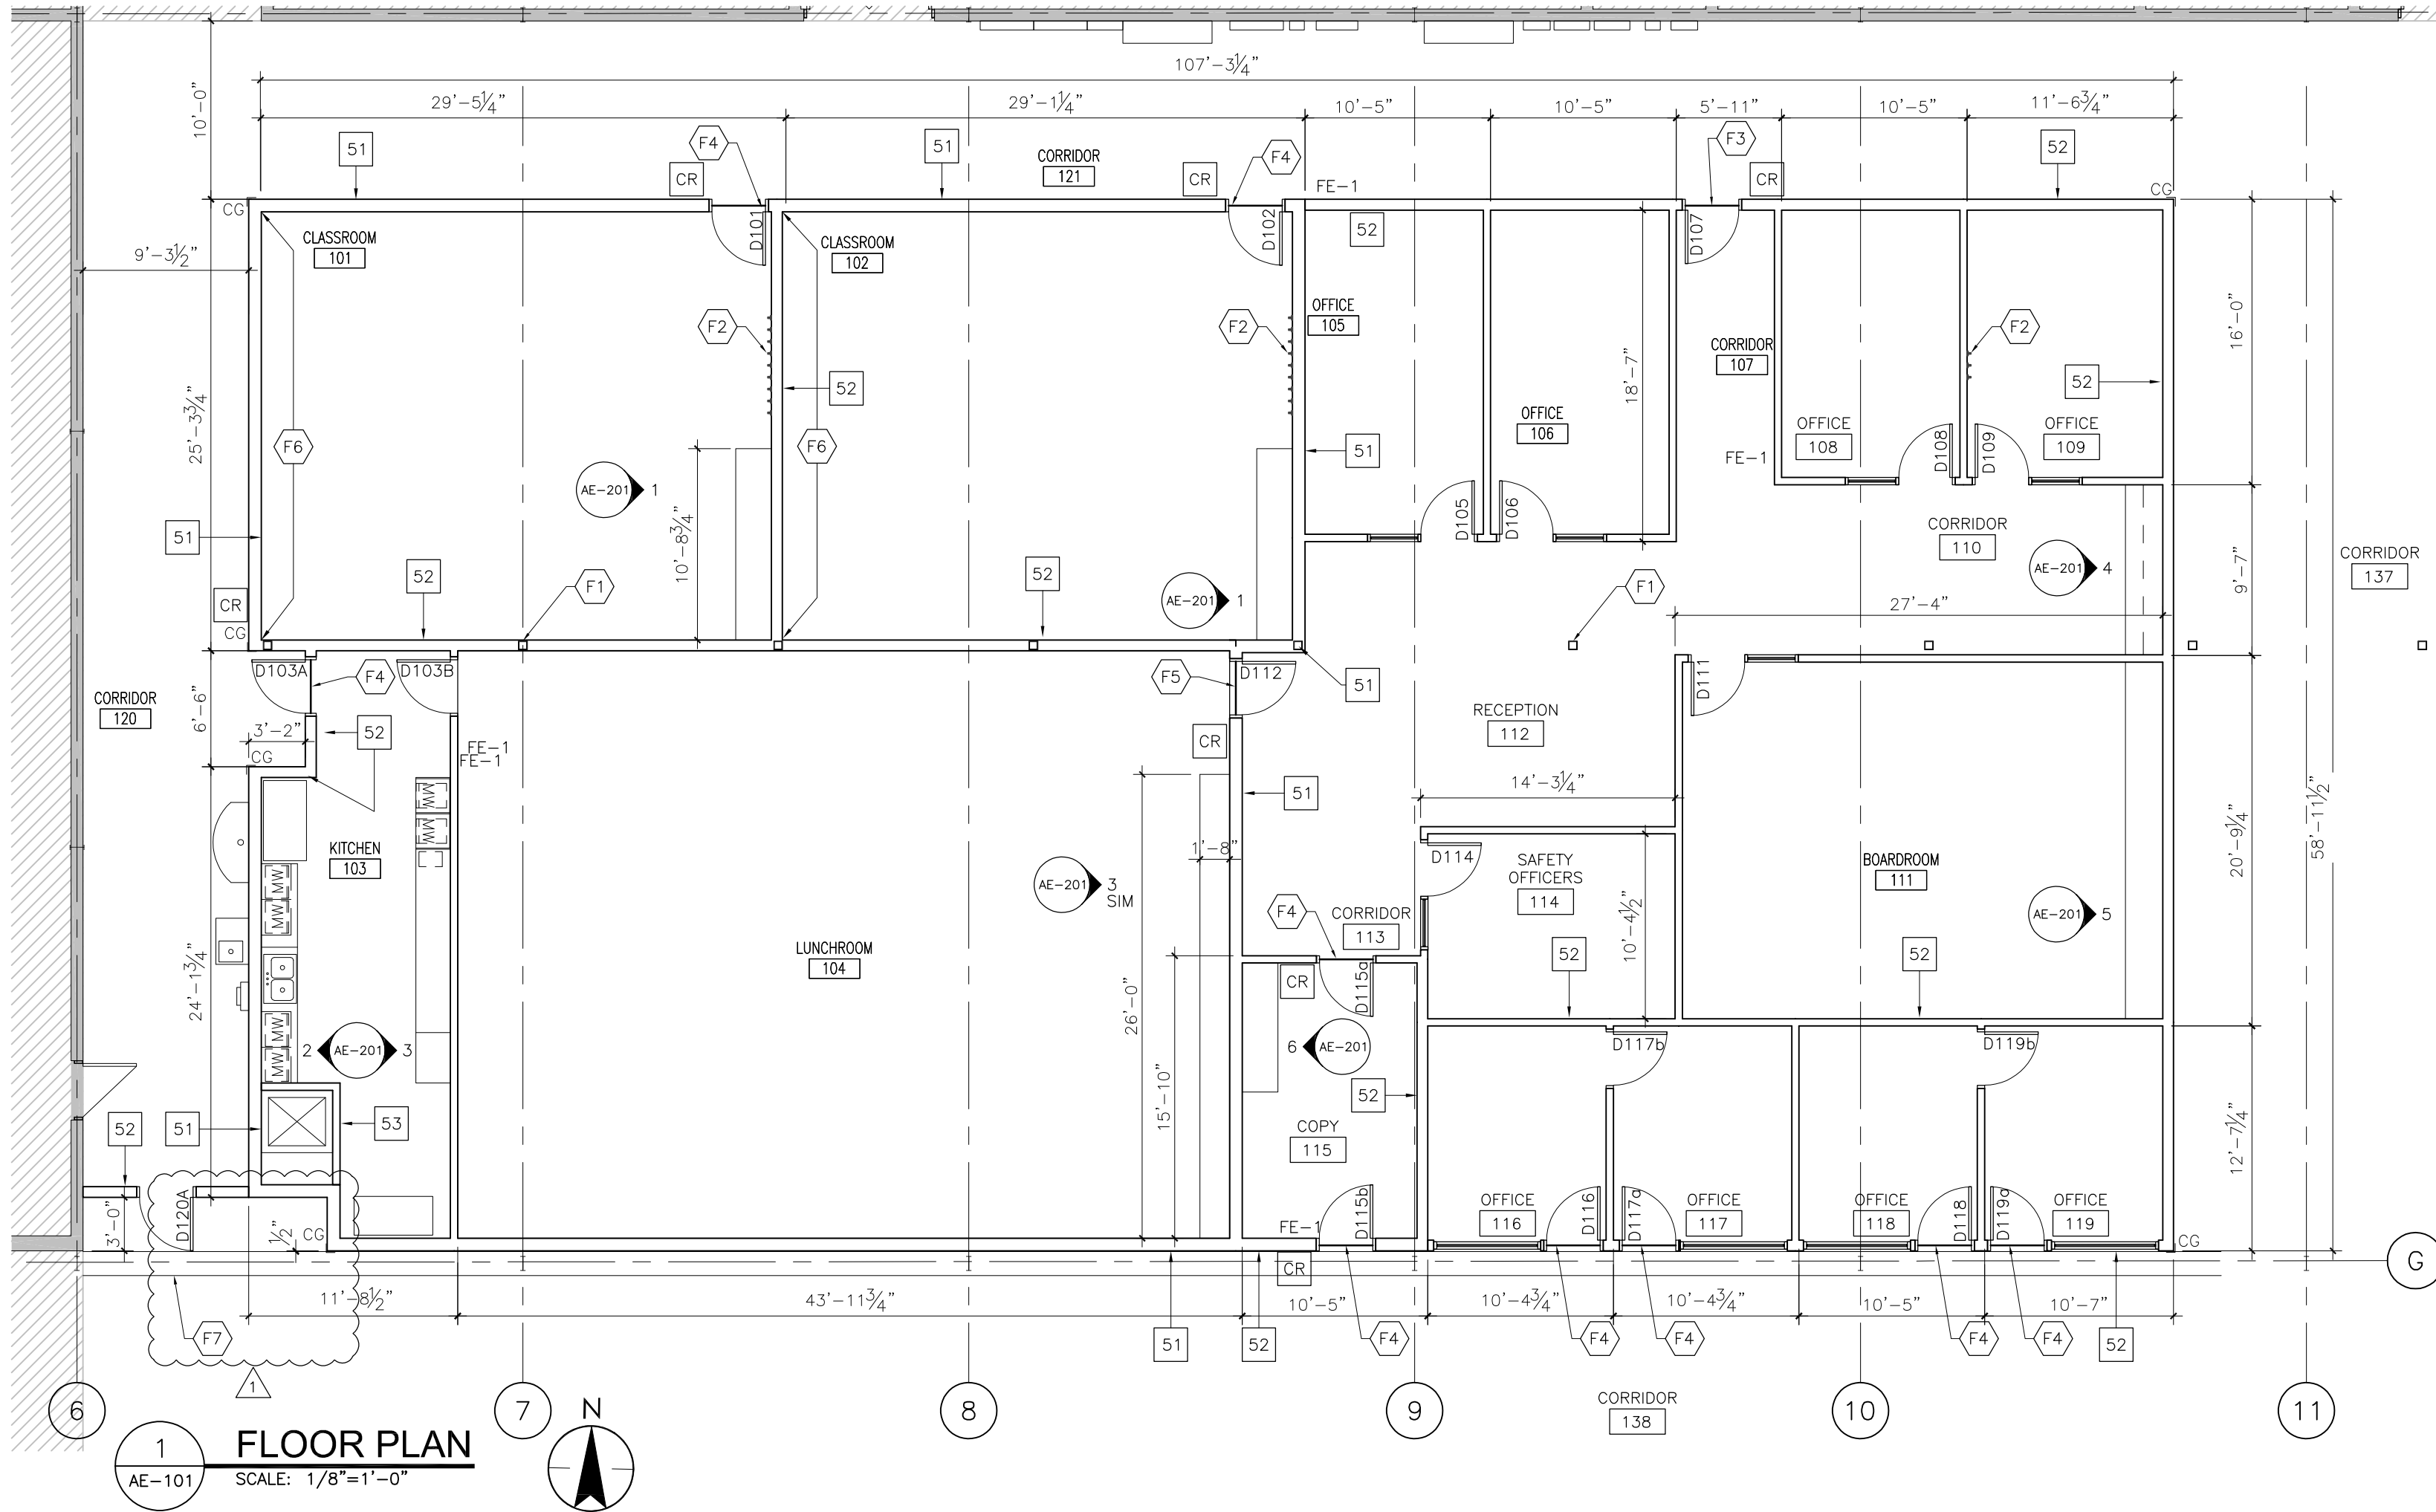 107'-3¼"
29'-5¼"
29'-1¼"
10'-5"
10'-5"
5'-11"
10'-5"
11'-6¾"
10'-0"
51
F4
CR
51
CORRIDOR
121
CR
F4
FE-1
F3
CR
52
CG
CG
9'-3½"
CLASSROOM
101
D101
CLASSROOM
102
D102
52
D107
OFFICE
105
F2
F2
CORRIDOR
107
F2
16'-0"
18'-7"
52
52
25'-3¾"
F6
F6
51
OFFICE
106
OFFICE
108
D108
D109
OFFICE
109
FE-1
AE-201
1
10'-8¾"
D105
D106
51
CORRIDOR
110
AE-201
4
CORRIDOR
137
52
F1
52
AE-201
1
F1
27'-4"
9'-7"
CR
CG
D103A
F4
D103B
F5
D112
51
D111
CORRIDOR
120
6'-6"
3'-2"
52
CG
FE-1
FE-1
CR
RECEPTION
112
14'-3¼"
51
26'-0"
1'-8"
58'-11½"
20'-9¼"
MW
MW
KITCHEN
103
MW
MW
AE-201
3
SIM
D114
SAFETY
OFFICERS
114
BOARDROOM
111
F4
CORRIDOR
113
10'-4½"
AE-201
5
LUNCHROOM
104
24'-1¾"
52
52
CR
D115a
MW
MW
2
AE-201
3
6
AE-201
D117b
D119b
15'-10"
52
52
51
53
COPY
115
12'-7¼"
3'-0"
D120A
½"
CG
FE-1
D115b
OFFICE
116
D116
D117a
OFFICE
117
OFFICE
118
D118
D119a
OFFICE
119
CG
CR
G
11'-8½"
43'-11¾"
10'-5"
10'-4¾"
10'-4¾"
10'-5"
10'-7"
F7
51
52
F4
F4
F4
F4
F4
52
1
6
7
8
9
10
11
CORRIDOR
138
N
1
AE-101
FLOOR PLAN
SCALE: 1/8"=1'-0"